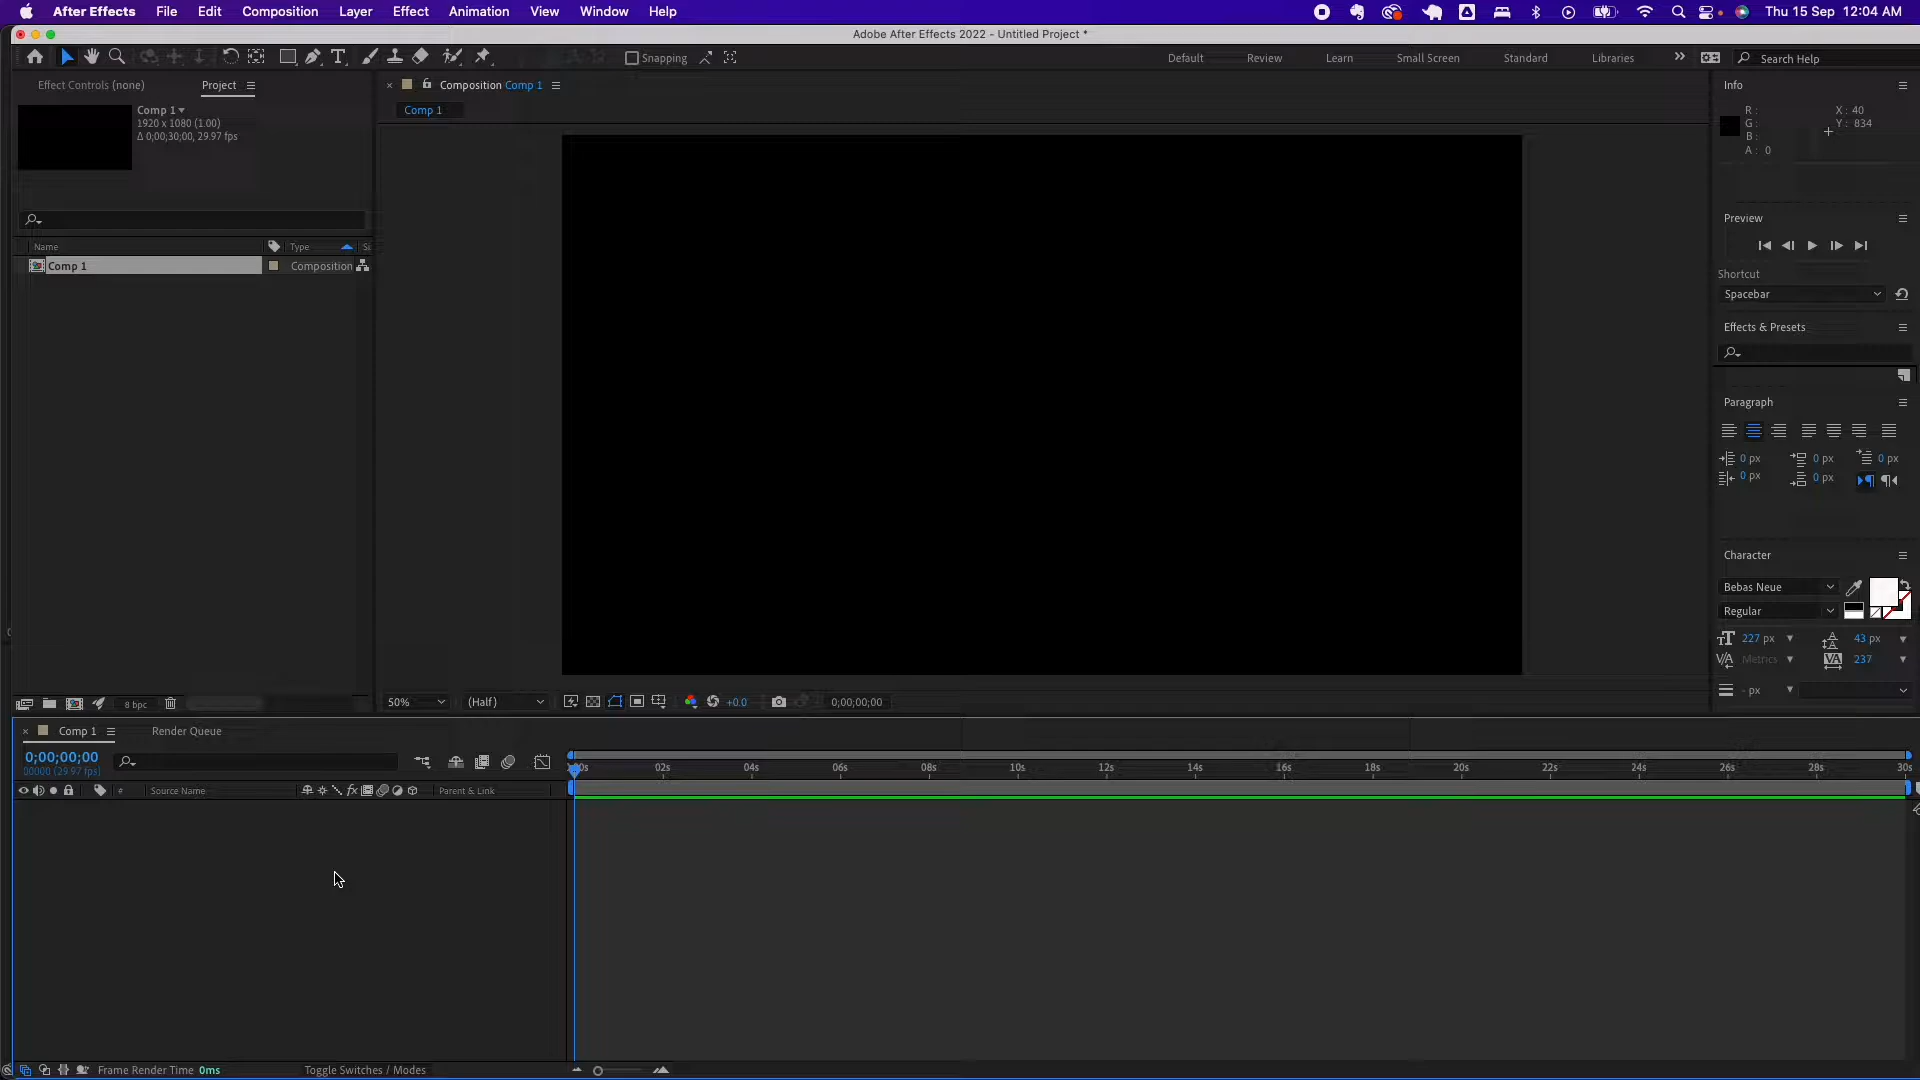 After Effects File Edit Composition Layer Effect Animation View Window Help Thu 15 Sep 12:04 AM
Adobe After Effects 2022 - Untitled Project *
Snapping Default Review Learn Small Screen Standard Libraries Search Help
Effect Controls (none) Project Composition Comp 1 Info
Comp 1
1920 x 1080 (1.00)
Δ 0;00;30;00, 29.97 fps
Comp 1
R :
G :
B :
A : 0
X : 40
Y : 834
Preview
Shortcut
Spacebar
Effects & Presets
Name Type
Comp 1 Composition
Paragraph
0 px 0 px 0 px
0 px 0 px
Character
Bebas Neue
Regular
227 px 43 px
Metrics 237
- px
8 bpc 50% (Half) +0.0 0;00;00;00
Comp 1 Render Queue
0;00;00;00
00000 (29.97 fps)
02s 04s 06s 08s 10s 12s 14s 16s 18s 20s 22s 24s 26s 28s 30s
# Source Name fx Parent & Link
Frame Render Time 0ms Toggle Switches / Modes